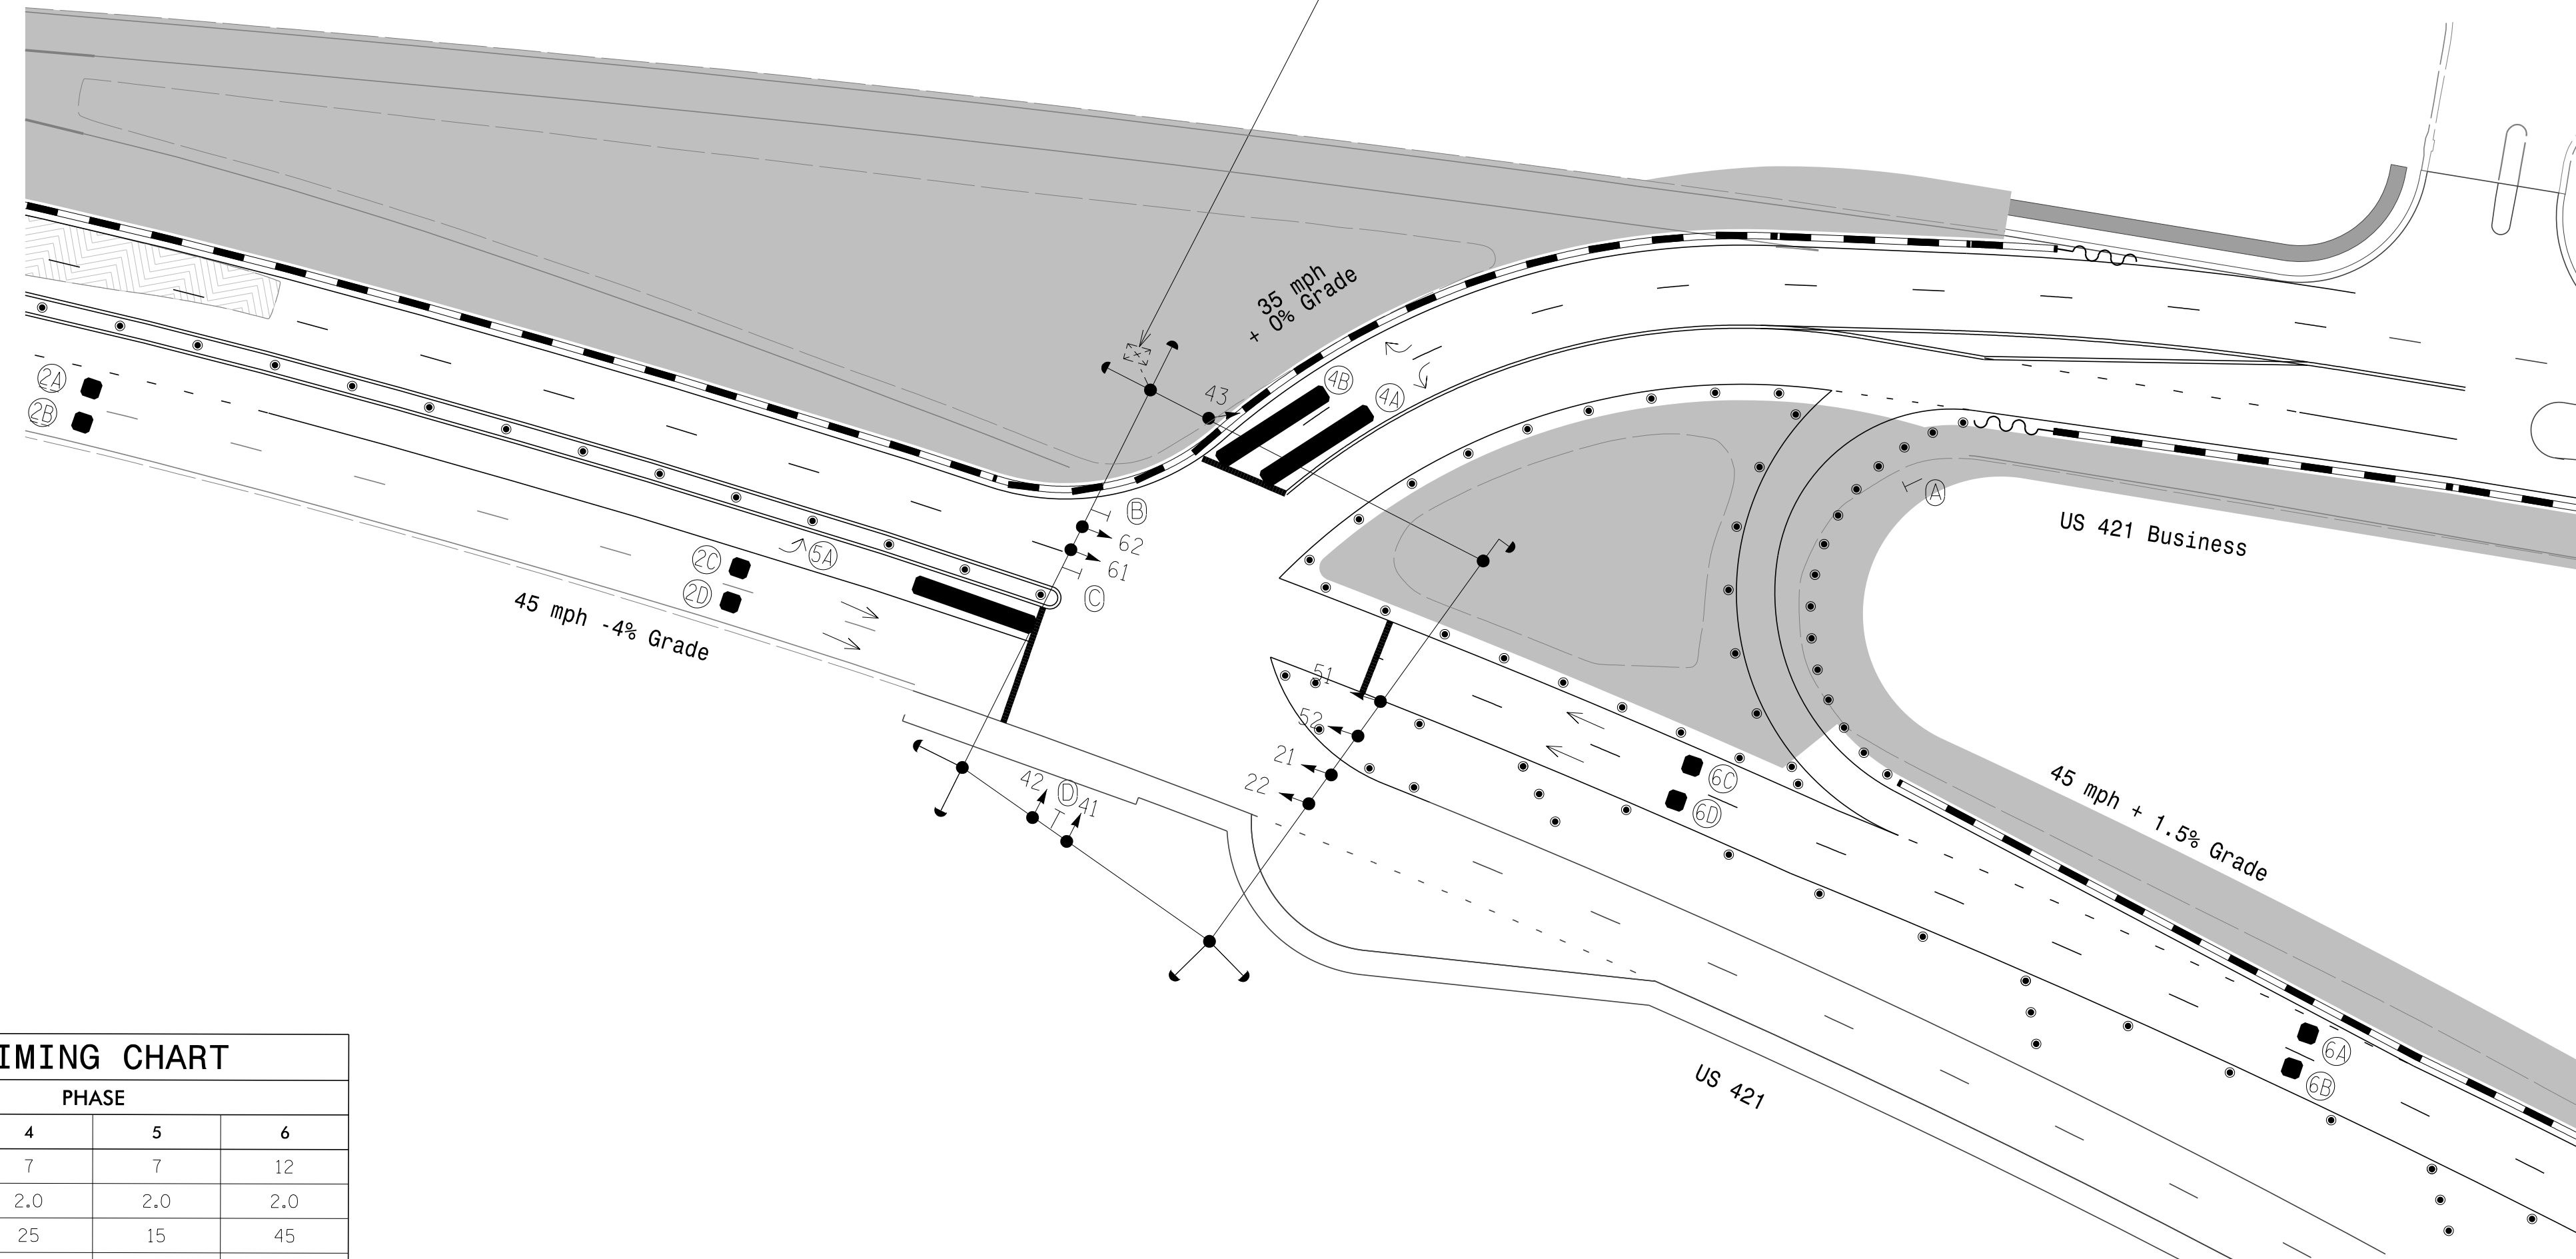 35 mph
+ 0% Grade
43
4B
4A
2A
2B
B
62
61
C
A
US 421 Business
2C
2D
5A
45 mph -4% Grade
51
52
21
22
42
D
41
6C
6D
45 mph + 1.5% Grade
6A
6B
US 421
IMING CHART
PHASE
4 5 6
7 7 12
2.0 2.0 2.0
25 15 45